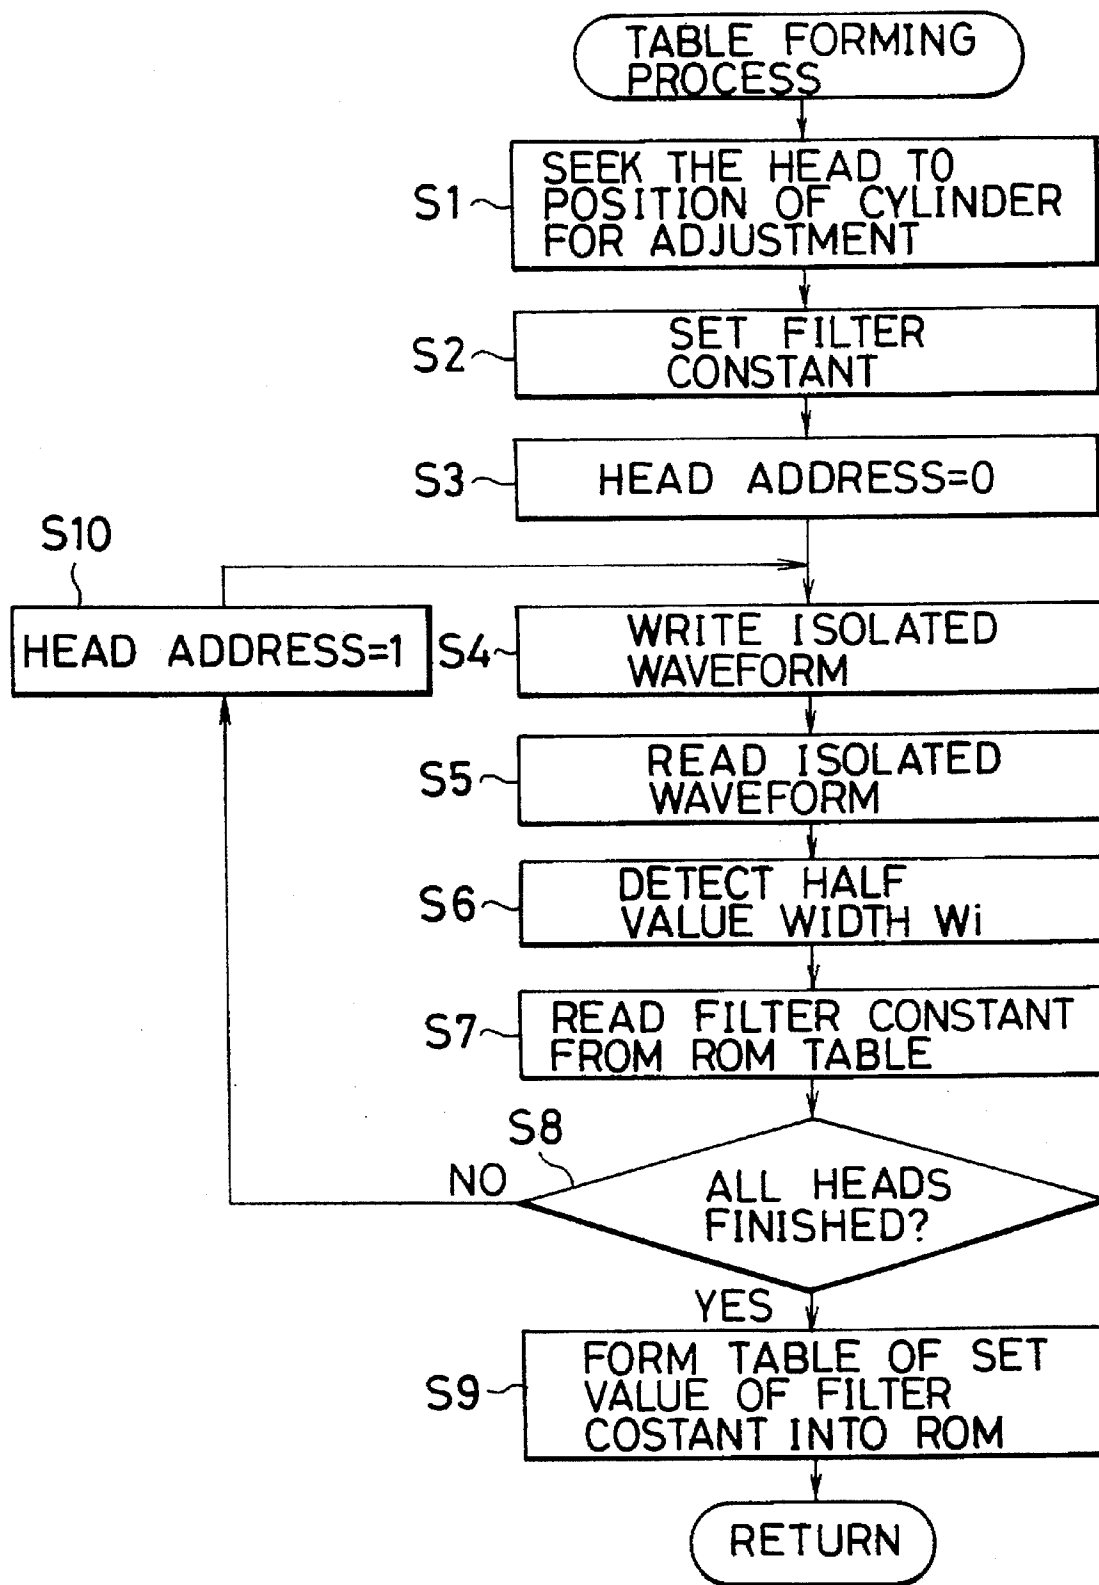 TABLE FORMING
PROCESS
S1
SEEK THE HEAD TO
POSITION OF CYLINDER
FOR ADJUSTMENT
S2
SET FILTER
CONSTANT
S3
HEAD ADDRESS=0
S10
HEAD ADDRESS=1
S4
WRITE ISOLATED
WAVEFORM
S5
READ ISOLATED
WAVEFORM
S6
DETECT HALF
VALUE WIDTH Wi
S7
READ FILTER CONSTANT
FROM ROM TABLE
S8
NO
ALL HEADS
FINISHED?
YES
S9
FORM TABLE OF SET
VALUE OF FILTER
COSTANT INTO ROM
RETURN